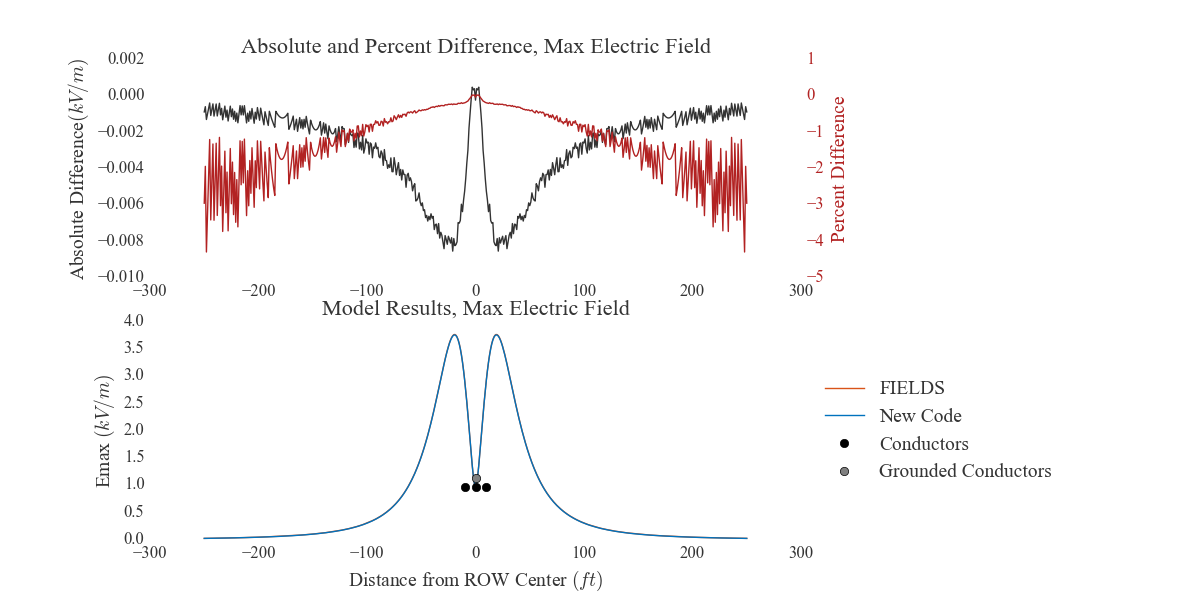 Absolute and Percent Difference, Max Electric Field
0.002
0.000
−0.002
−0.004
−0.006
−0.008
−0.010
Absolute Difference(kV/m)
1
0
−1
−2
−3
−4
−5
Percent Difference
−300 −200 −100 0 100 200 300
Model Results, Max Electric Field
4.0
3.5
3.0
2.5
2.0
1.5
1.0
0.5
0.0
Emax (kV/m)
−300 −200 −100 0 100 200 300
Distance from ROW Center (ft)
FIELDS
New Code
Conductors
Grounded Conductors